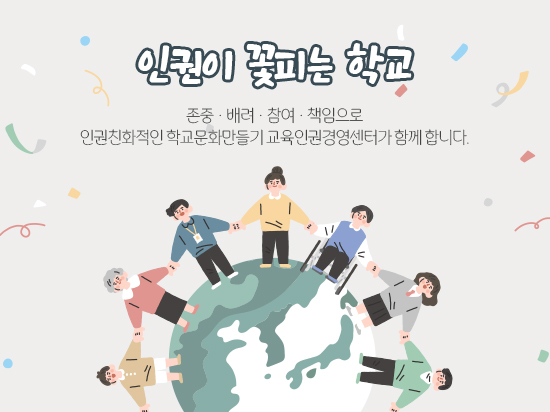 인권이 꽃피는 학교
존중 · 배려 · 참여 · 책임으로
인권친화적인 학교문화만들기 교육인권경영센터가 함께 합니다.